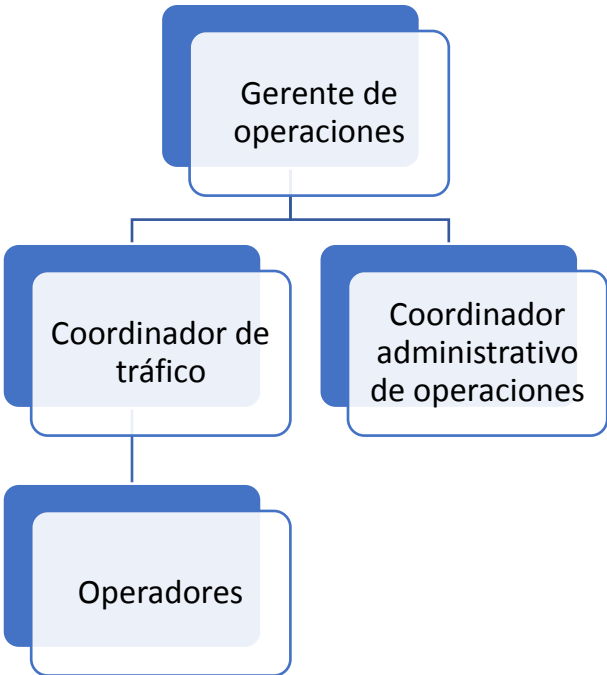 Gerente de
operaciones
Coordinador de
tráfico
Coordinador
administrativo
de operaciones
Operadores